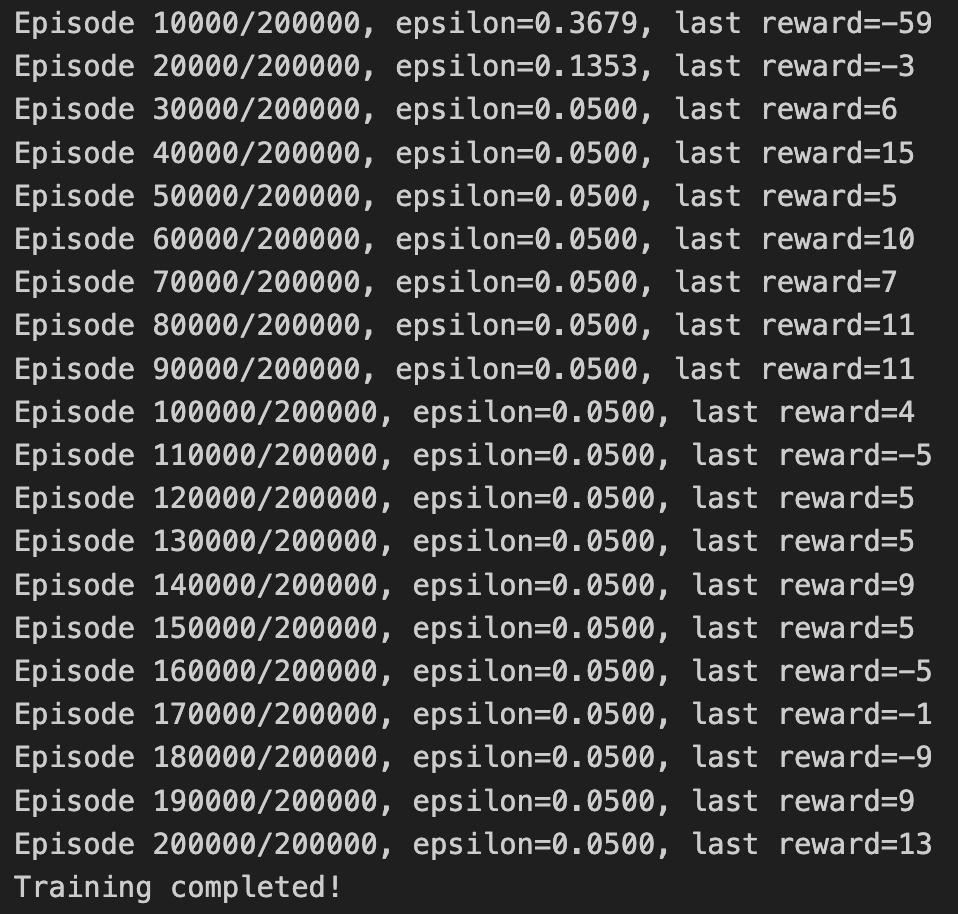 Episode 10000/200000, epsilon=0.3679, last reward=-59
Episode 20000/200000, epsilon=0.1353, last reward=-3
Episode 30000/200000, epsilon=0.0500, last reward=6
Episode 40000/200000, epsilon=0.0500, last reward=15
Episode 50000/200000, epsilon=0.0500, last reward=5
Episode 60000/200000, epsilon=0.0500, last reward=10
Episode 70000/200000, epsilon=0.0500, last reward=7
Episode 80000/200000, epsilon=0.0500, last reward=11
Episode 90000/200000, epsilon=0.0500, last reward=11
Episode 100000/200000, epsilon=0.0500, last reward=4
Episode 110000/200000, epsilon=0.0500, last reward=-5
Episode 120000/200000, epsilon=0.0500, last reward=5
Episode 130000/200000, epsilon=0.0500, last reward=5
Episode 140000/200000, epsilon=0.0500, last reward=9
Episode 150000/200000, epsilon=0.0500, last reward=5
Episode 160000/200000, epsilon=0.0500, last reward=-5
Episode 170000/200000, epsilon=0.0500, last reward=-1
Episode 180000/200000, epsilon=0.0500, last reward=-9
Episode 190000/200000, epsilon=0.0500, last reward=9
Episode 200000/200000, epsilon=0.0500, last reward=13
Training completed!